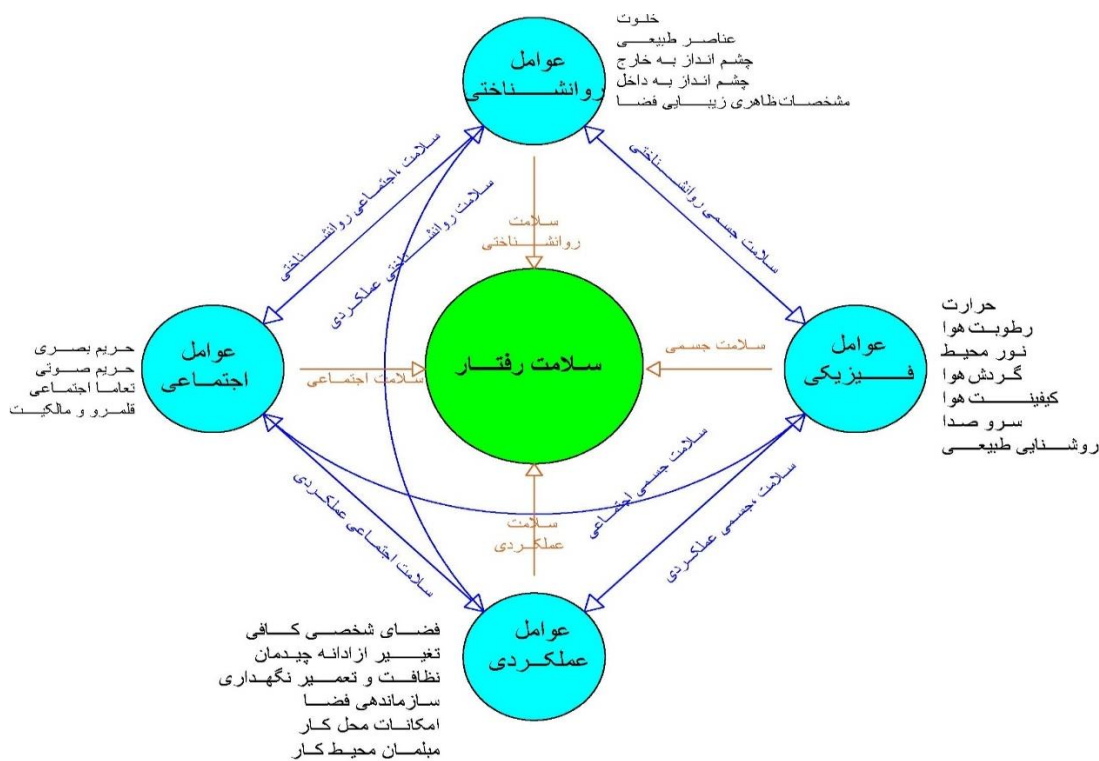 خلوت
عناصر طبیعی
چشم انداز به خارج
چشم انداز به داخل
مشخصات ظاهری زیبایی فضا
عوامل
روانشناختی
سلامت ،اجتماعی روانشناختی
سلامت روانشناختی عملکردی
سلامت
روانشناختی
سلامت جسمی روانشناختی
حرارت
رطوبت هوا
نور محیط
گردش هوا
کیفینت هوا
سرو صدا
روشنایی طبیعی
عوامل
فیزیکی
سلامت جسمی
سلامت رفتار
سلامت اجتماعی
عوامل
اجتماعی
حریم بصری
حریم صوتی
تعاما اجتماعی
قلمرو و مالکیت
سلامت اجتماعی عملکردی
سلامت
عملکردی
سلامت جسمی اجتماعی
سلامت ،جسمی عملکردی
عوامل
عملکردی
فضای شخصی کافی
تغییر ازادانه چیدمان
نظافت و تعمیر نگهداری
سازماندهی فضا
امکانات محل کار
مبلمان محیط کار